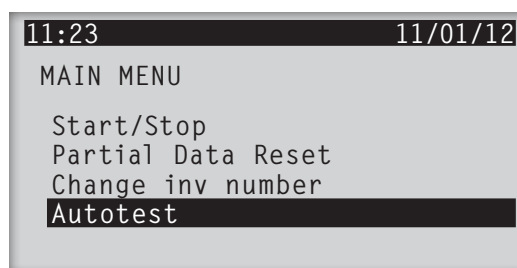 11:23 11/01/12
MAIN MENU
Start/Stop
Partial Data Reset
Change inv number
Autotest